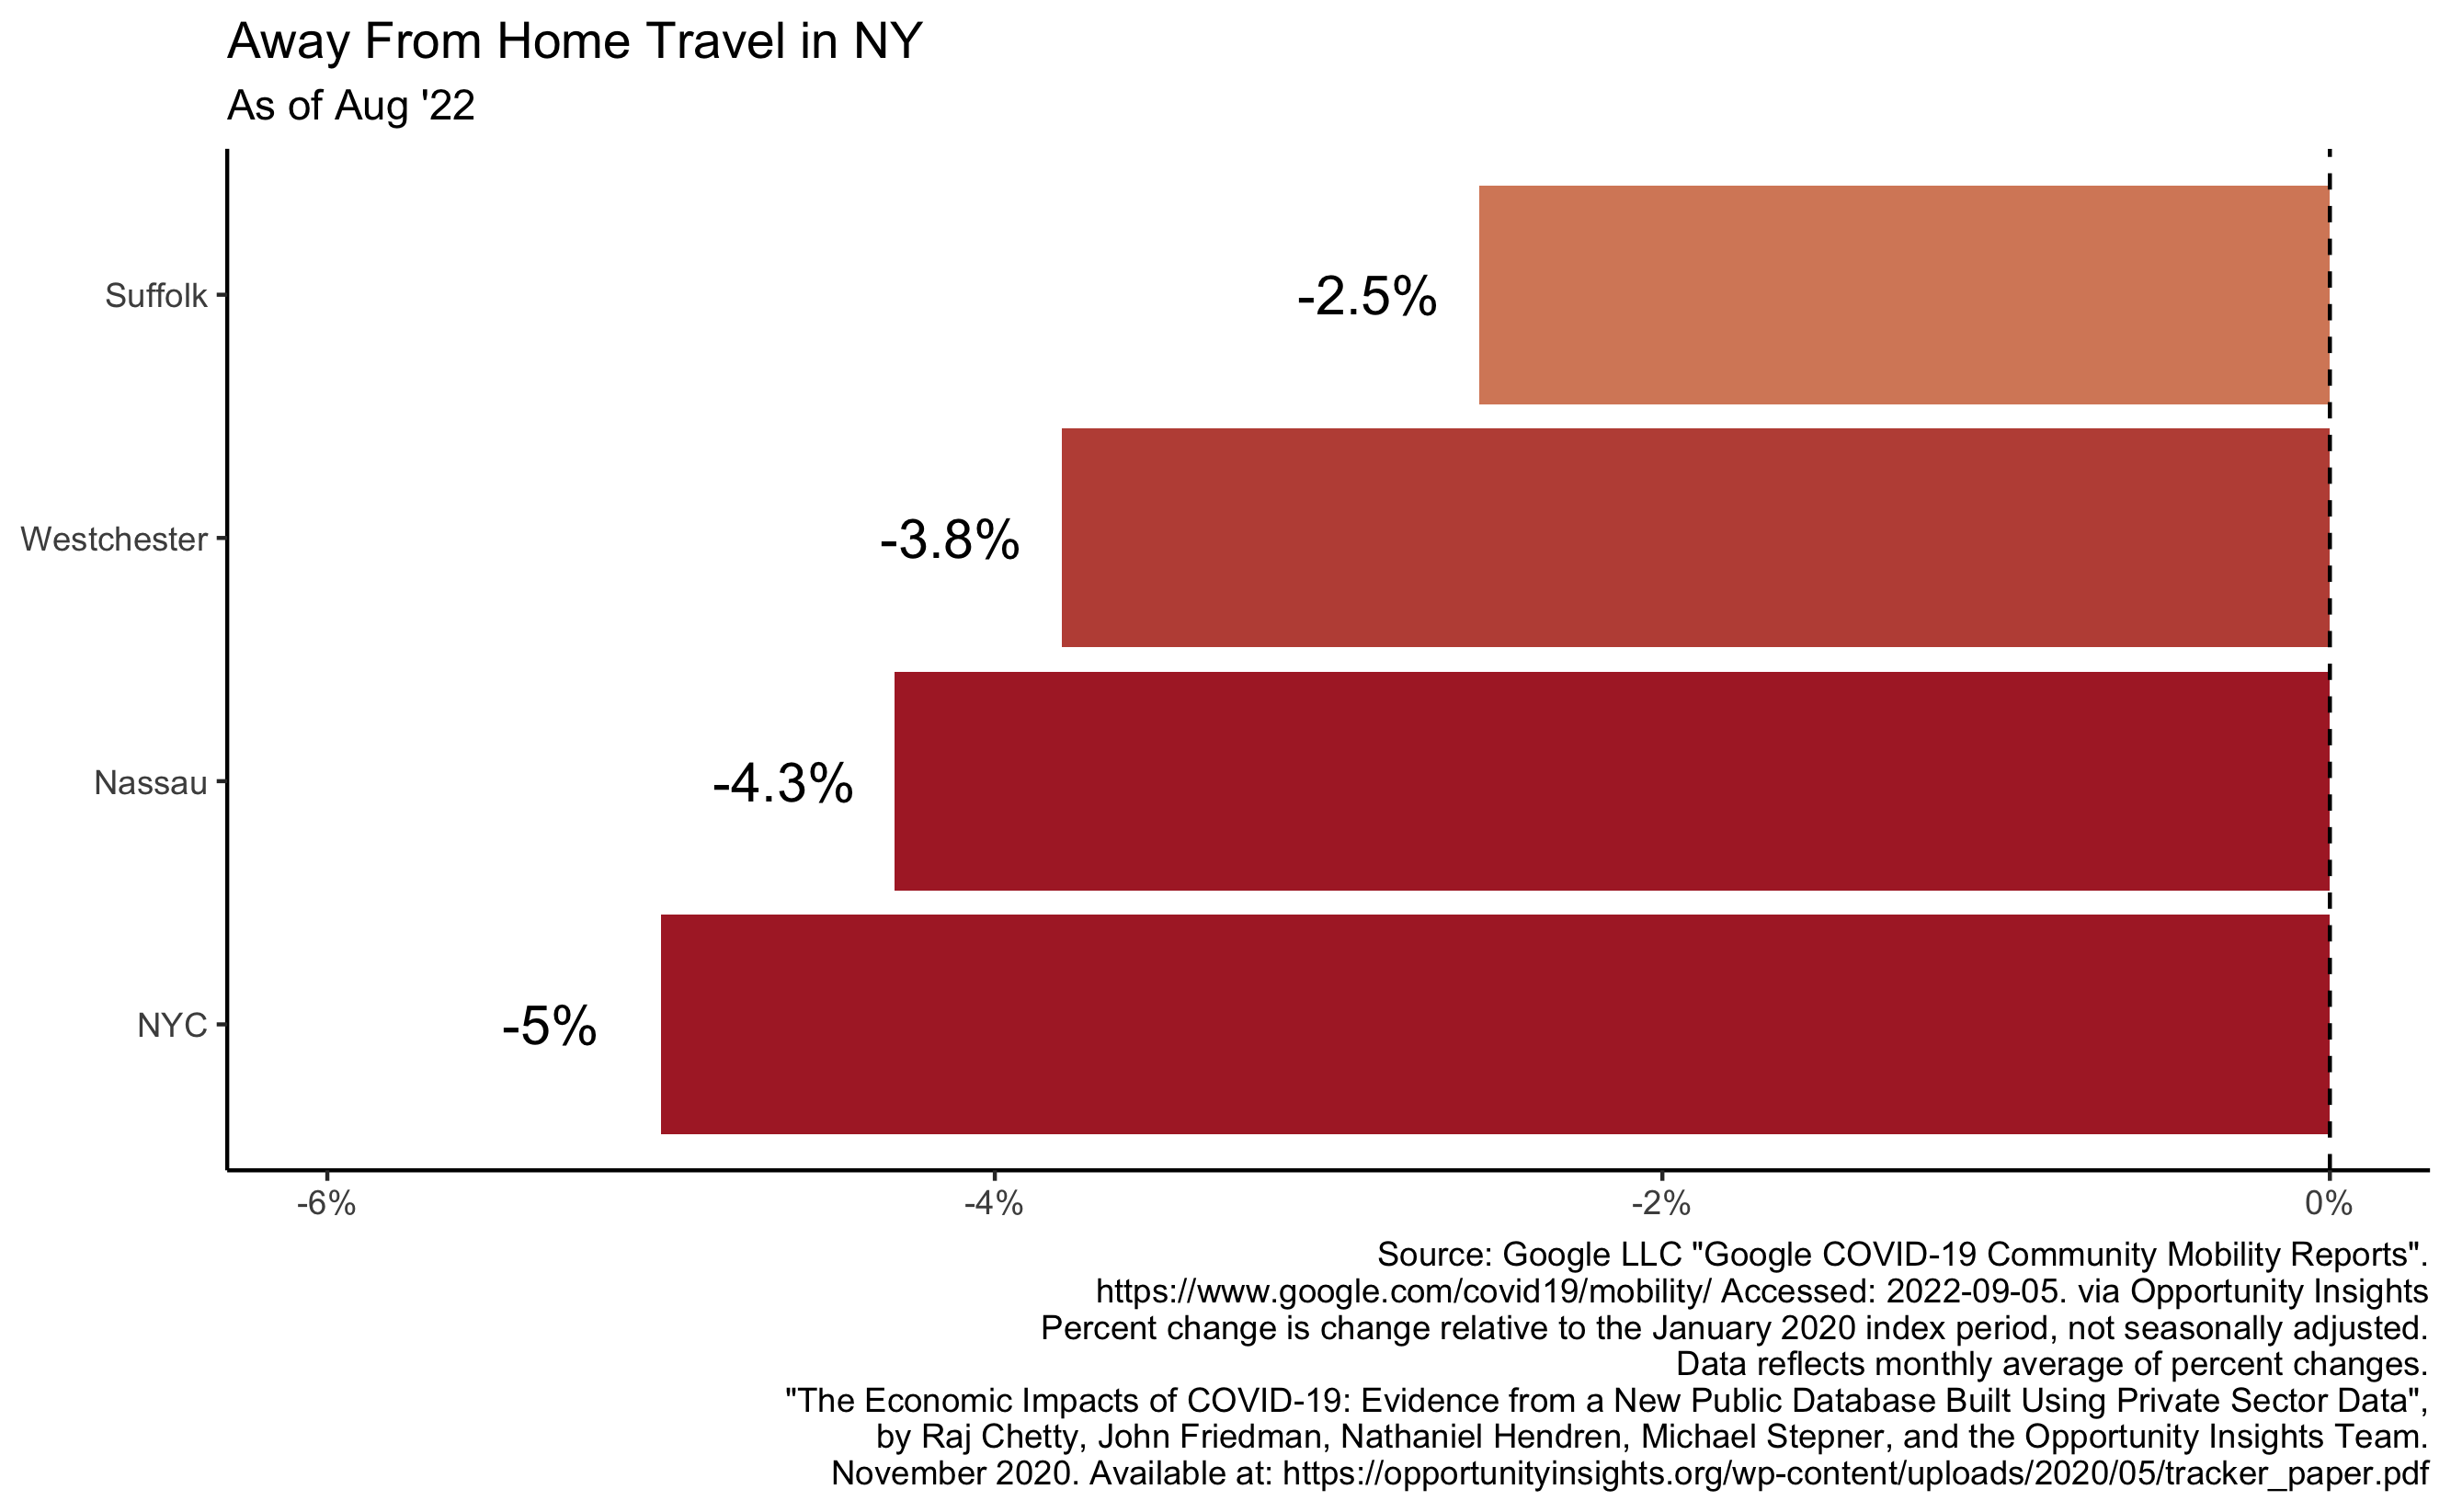 Away From Home Travel in NY
As of Aug '22
Suffolk
-2.5%
Westchester
-3.8%
Nassau
-4.3%
NYC
-5%
-6% -4% -2% 0%
Source: Google LLC "Google COVID-19 Community Mobility Reports".
https://www.google.com/covid19/mobility/ Accessed: 2022-09-05. via Opportunity Insights
Percent change is change relative to the January 2020 index period, not seasonally adjusted.
Data reflects monthly average of percent changes.
"The Economic Impacts of COVID-19: Evidence from a New Public Database Built Using Private Sector Data",
by Raj Chetty, John Friedman, Nathaniel Hendren, Michael Stepner, and the Opportunity Insights Team.
November 2020. Available at: https://opportunityinsights.org/wp-content/uploads/2020/05/tracker_paper.pdf